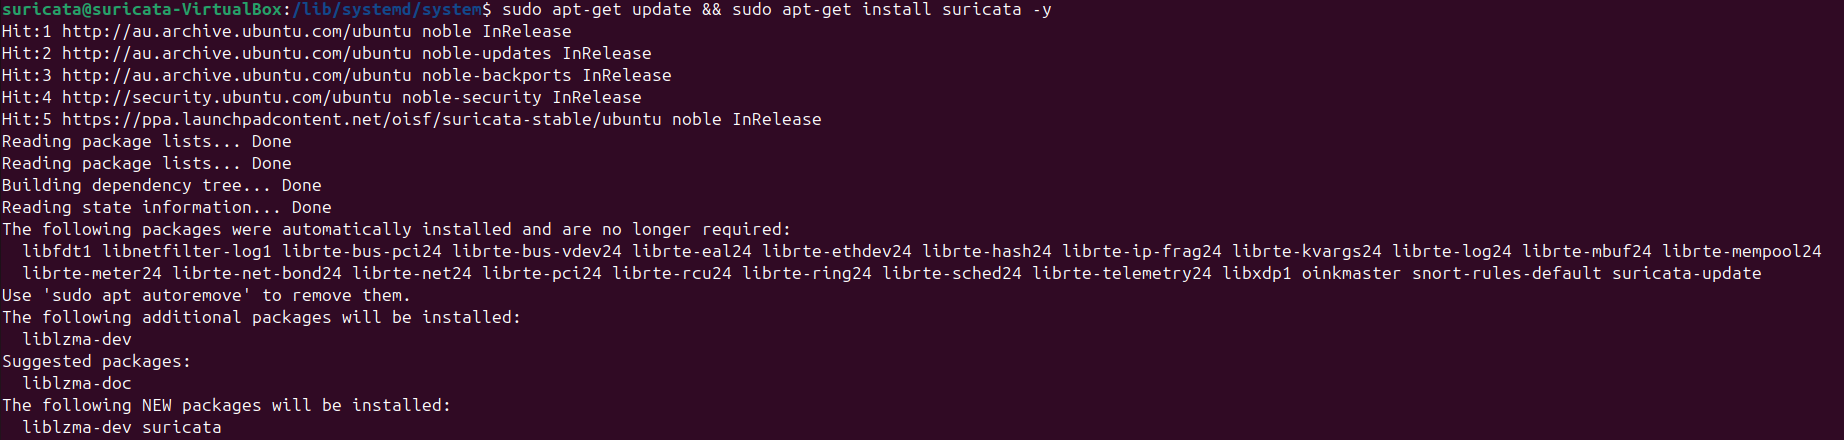 suricata@suricata-VirtualBox:/lib/systemd/system$ sudo apt-get update && sudo apt-get install suricata -y
Hit:1 http://au.archive.ubuntu.com/ubuntu noble InRelease
Hit:2 http://au.archive.ubuntu.com/ubuntu noble-updates InRelease
Hit:3 http://au.archive.ubuntu.com/ubuntu noble-backports InRelease
Hit:4 http://security.ubuntu.com/ubuntu noble-security InRelease
Hit:5 https://ppa.launchpadcontent.net/oisf/suricata-stable/ubuntu noble InRelease
Reading package lists... Done
Reading package lists... Done
Building dependency tree... Done
Reading state information... Done
The following packages were automatically installed and are no longer required:
  libfdt1 libnetfilter-log1 librte-bus-pci24 librte-bus-vdev24 librte-eal24 librte-ethdev24 librte-hash24 librte-ip-frag24 librte-kvargs24 librte-log24 librte-mbuf24 librte-mempool24
  librte-meter24 librte-net-bond24 librte-net24 librte-pci24 librte-rcu24 librte-ring24 librte-sched24 librte-telemetry24 libxdp1 oinkmaster snort-rules-default suricata-update
Use 'sudo apt autoremove' to remove them.
The following additional packages will be installed:
  liblzma-dev
Suggested packages:
  liblzma-doc
The following NEW packages will be installed:
  liblzma-dev suricata